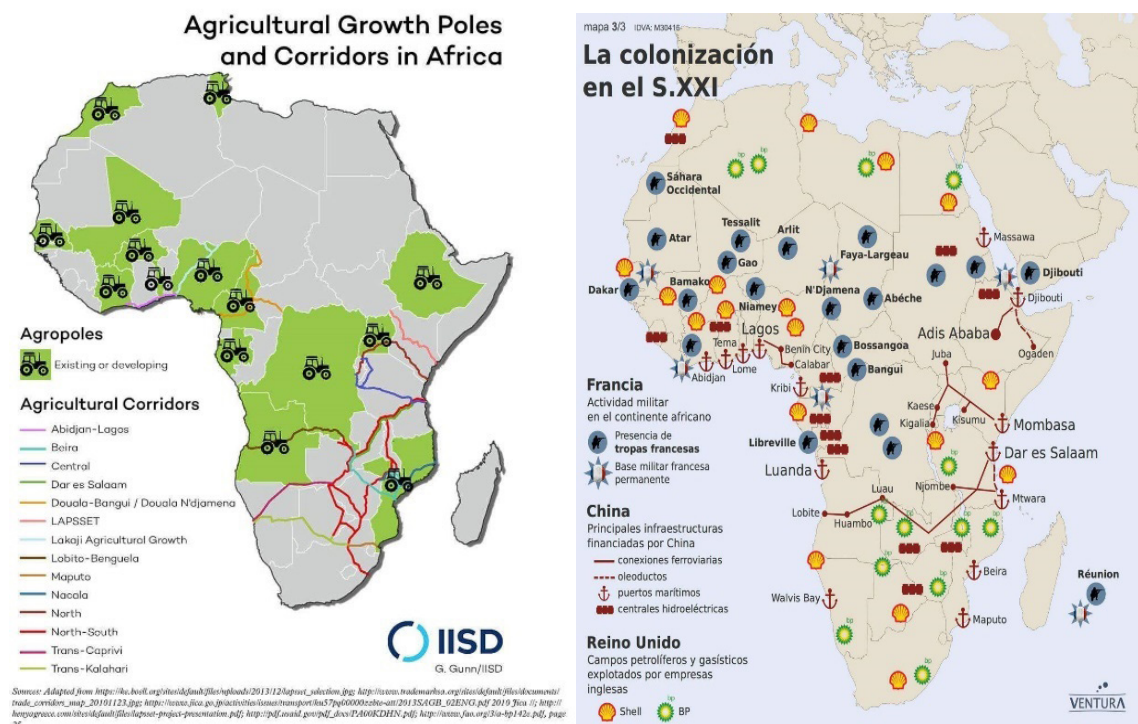 Agricultural Growth Poles
and Corridors in Africa
Agropoles
Existing or developing
Agricultural Corridors
Abidjan-Lagos
Beira
Central
Dar es Salaam
Douala-Bangui / Douala N'djamena
LAPSSET
Lakaji Agricultural Growth
Lobito-Benguela
Maputo
Nacala
North
North-South
Trans-Caprivi
Trans-Kalahari
IISD
G. Gunn/IISD
Sources: Adapted from
mapa 3/3 IDVA: M30416
La colonización
en el S.XXI
Sáhara
Occidental
Tessalit
Arlit
Atar
Gao
Faya-Largeau
Massawa
Dakar
Bamako
Niamey
N'Djamena
Abéche
Djibouti
Djibouti
Lagos
Adis Ababa
Tema
Benín City
Bossangoa
Ogaden
Abidjan
Lome
Calabar
Juba
Kribi
Bangui
Francia
Actividad militar
en el continente africano
Presencia de
tropas francesas
Base militar francesa
permanente
Kaese
Kigalia
Kisumu
Mombasa
Libreville
Dar es Salaam
Luanda
Njombe
Mtwara
Luau
Lobite
Huambo
China
Principales infraestructuras
financiadas por China
conexiones ferroviarias
oleoductos
puertos marítimos
centrales hidroeléctricas
Beira
Walvis Bay
Réunion
Maputo
Reino Unido
Campos petrolíferos y gasísticos
explotados por empresas
inglesas
Shell
BP
VENTURA